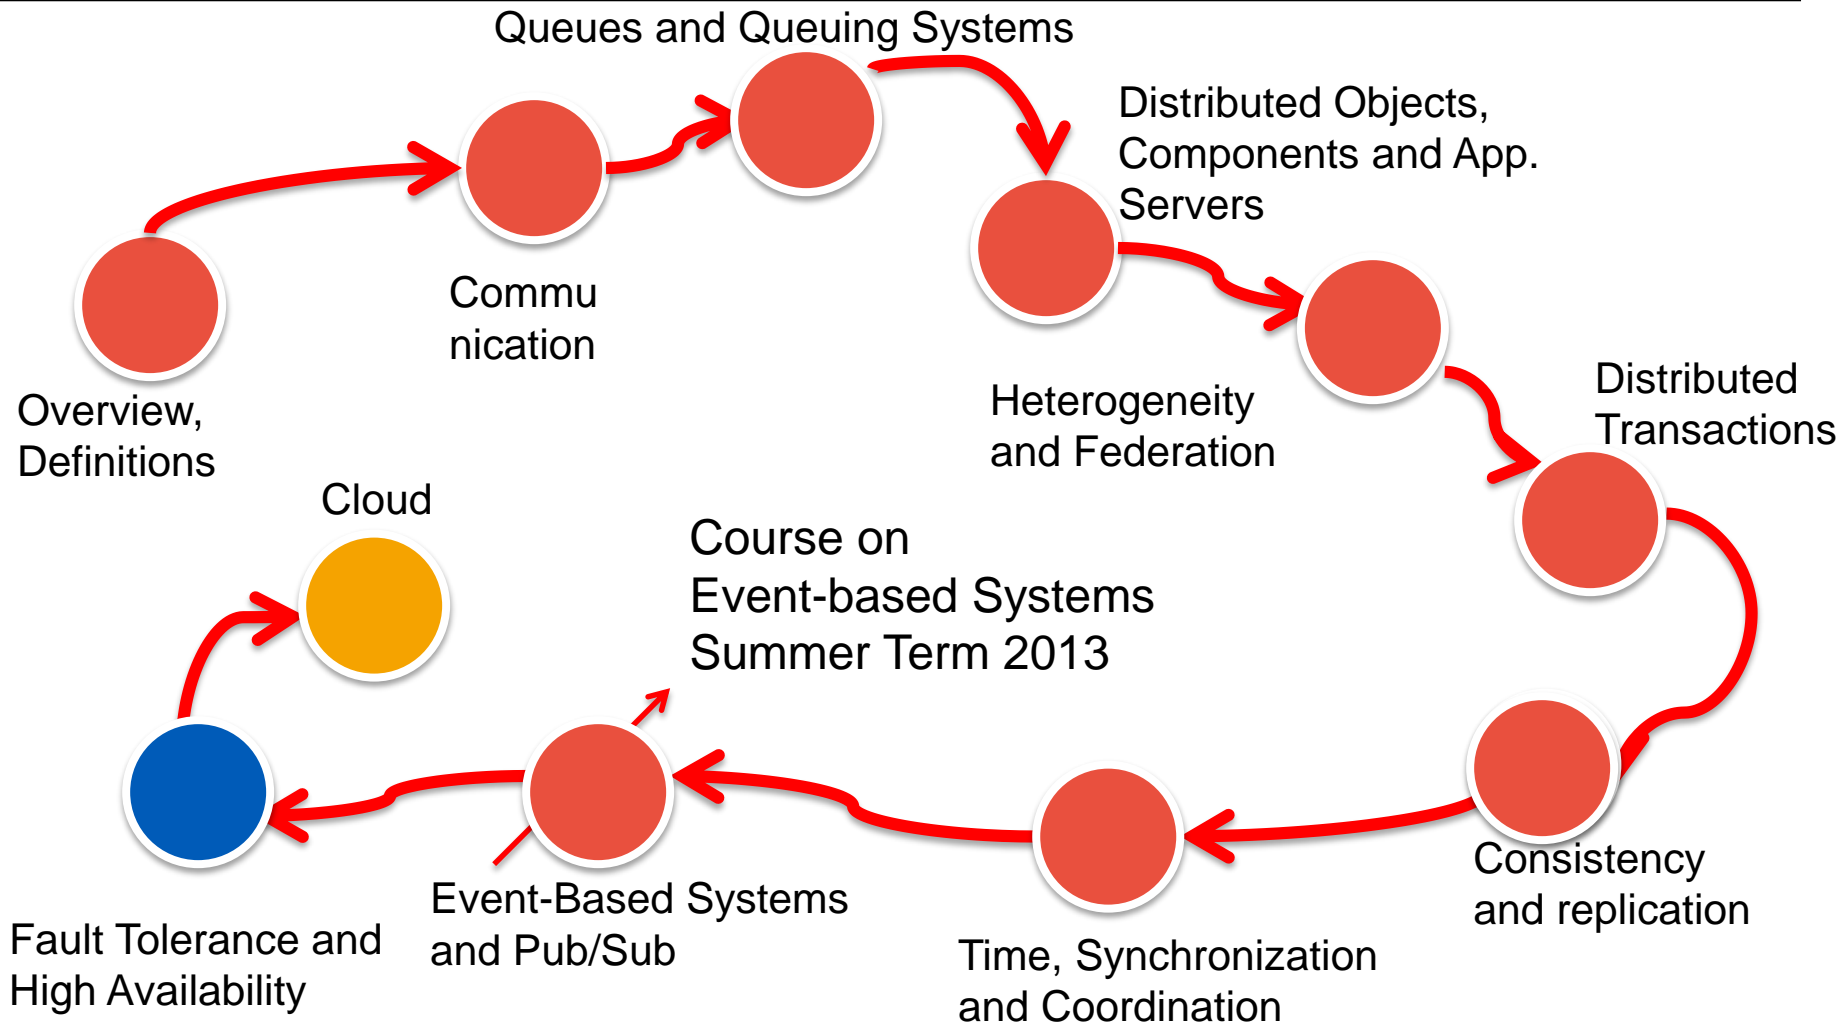 Queues and Queuing Systems
Distributed Objects,
Components and App.
Servers
Commu
nication
Overview,
Definitions
Heterogeneity
and Federation
Distributed
Transactions
Cloud
Course on
Event-based Systems
Summer Term 2013
Consistency
and replication
Event-Based Systems
and Pub/Sub
Fault Tolerance and
High Availability
Time, Synchronization
and Coordination